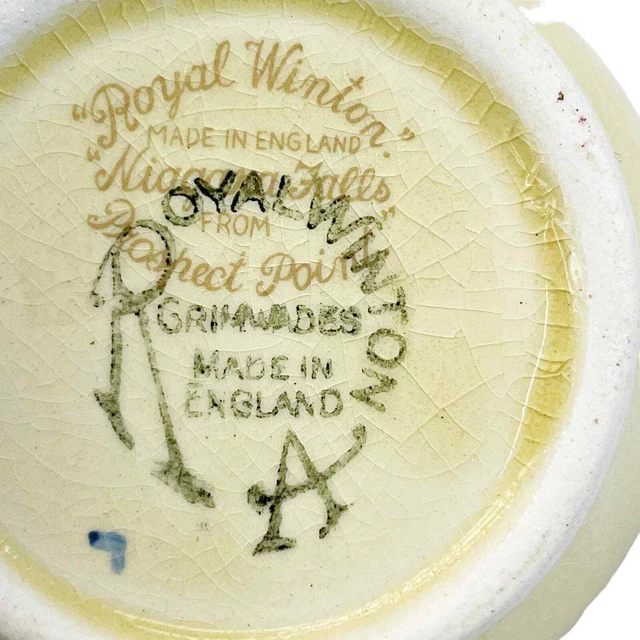 "Royal Winton"
MADE IN ENGLAND
"Niagara Falls
FROM
Prospect Point"
ROYAL WINTON
GRIMWADES
MADE IN
ENGLAND
A